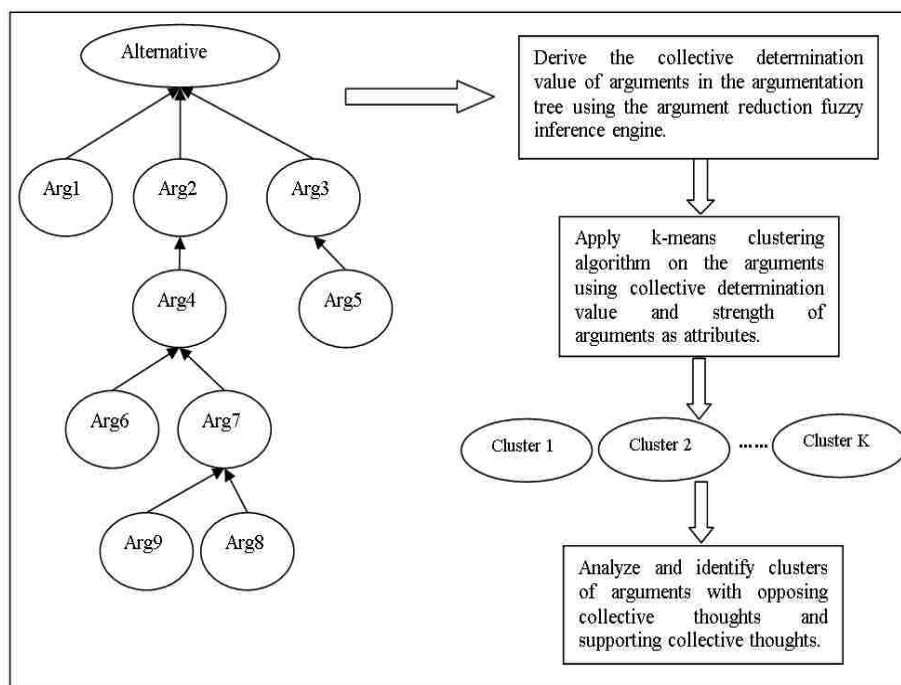 Alternative
Arg1
Arg2
Arg3
Arg4
Arg5
Arg6
Arg7
Arg9
Arg8
Derive the collective determination
value of arguments in the argumentation
tree using the argument reduction fuzzy
inference engine.
Apply k-means clustering
algorithm on the arguments
using collective determination
value and strength of
arguments as attributes.
Cluster 1
Cluster 2
......
Cluster K
Analyze and identify clusters
of arguments with opposing
collective thoughts and
supporting collective thoughts.